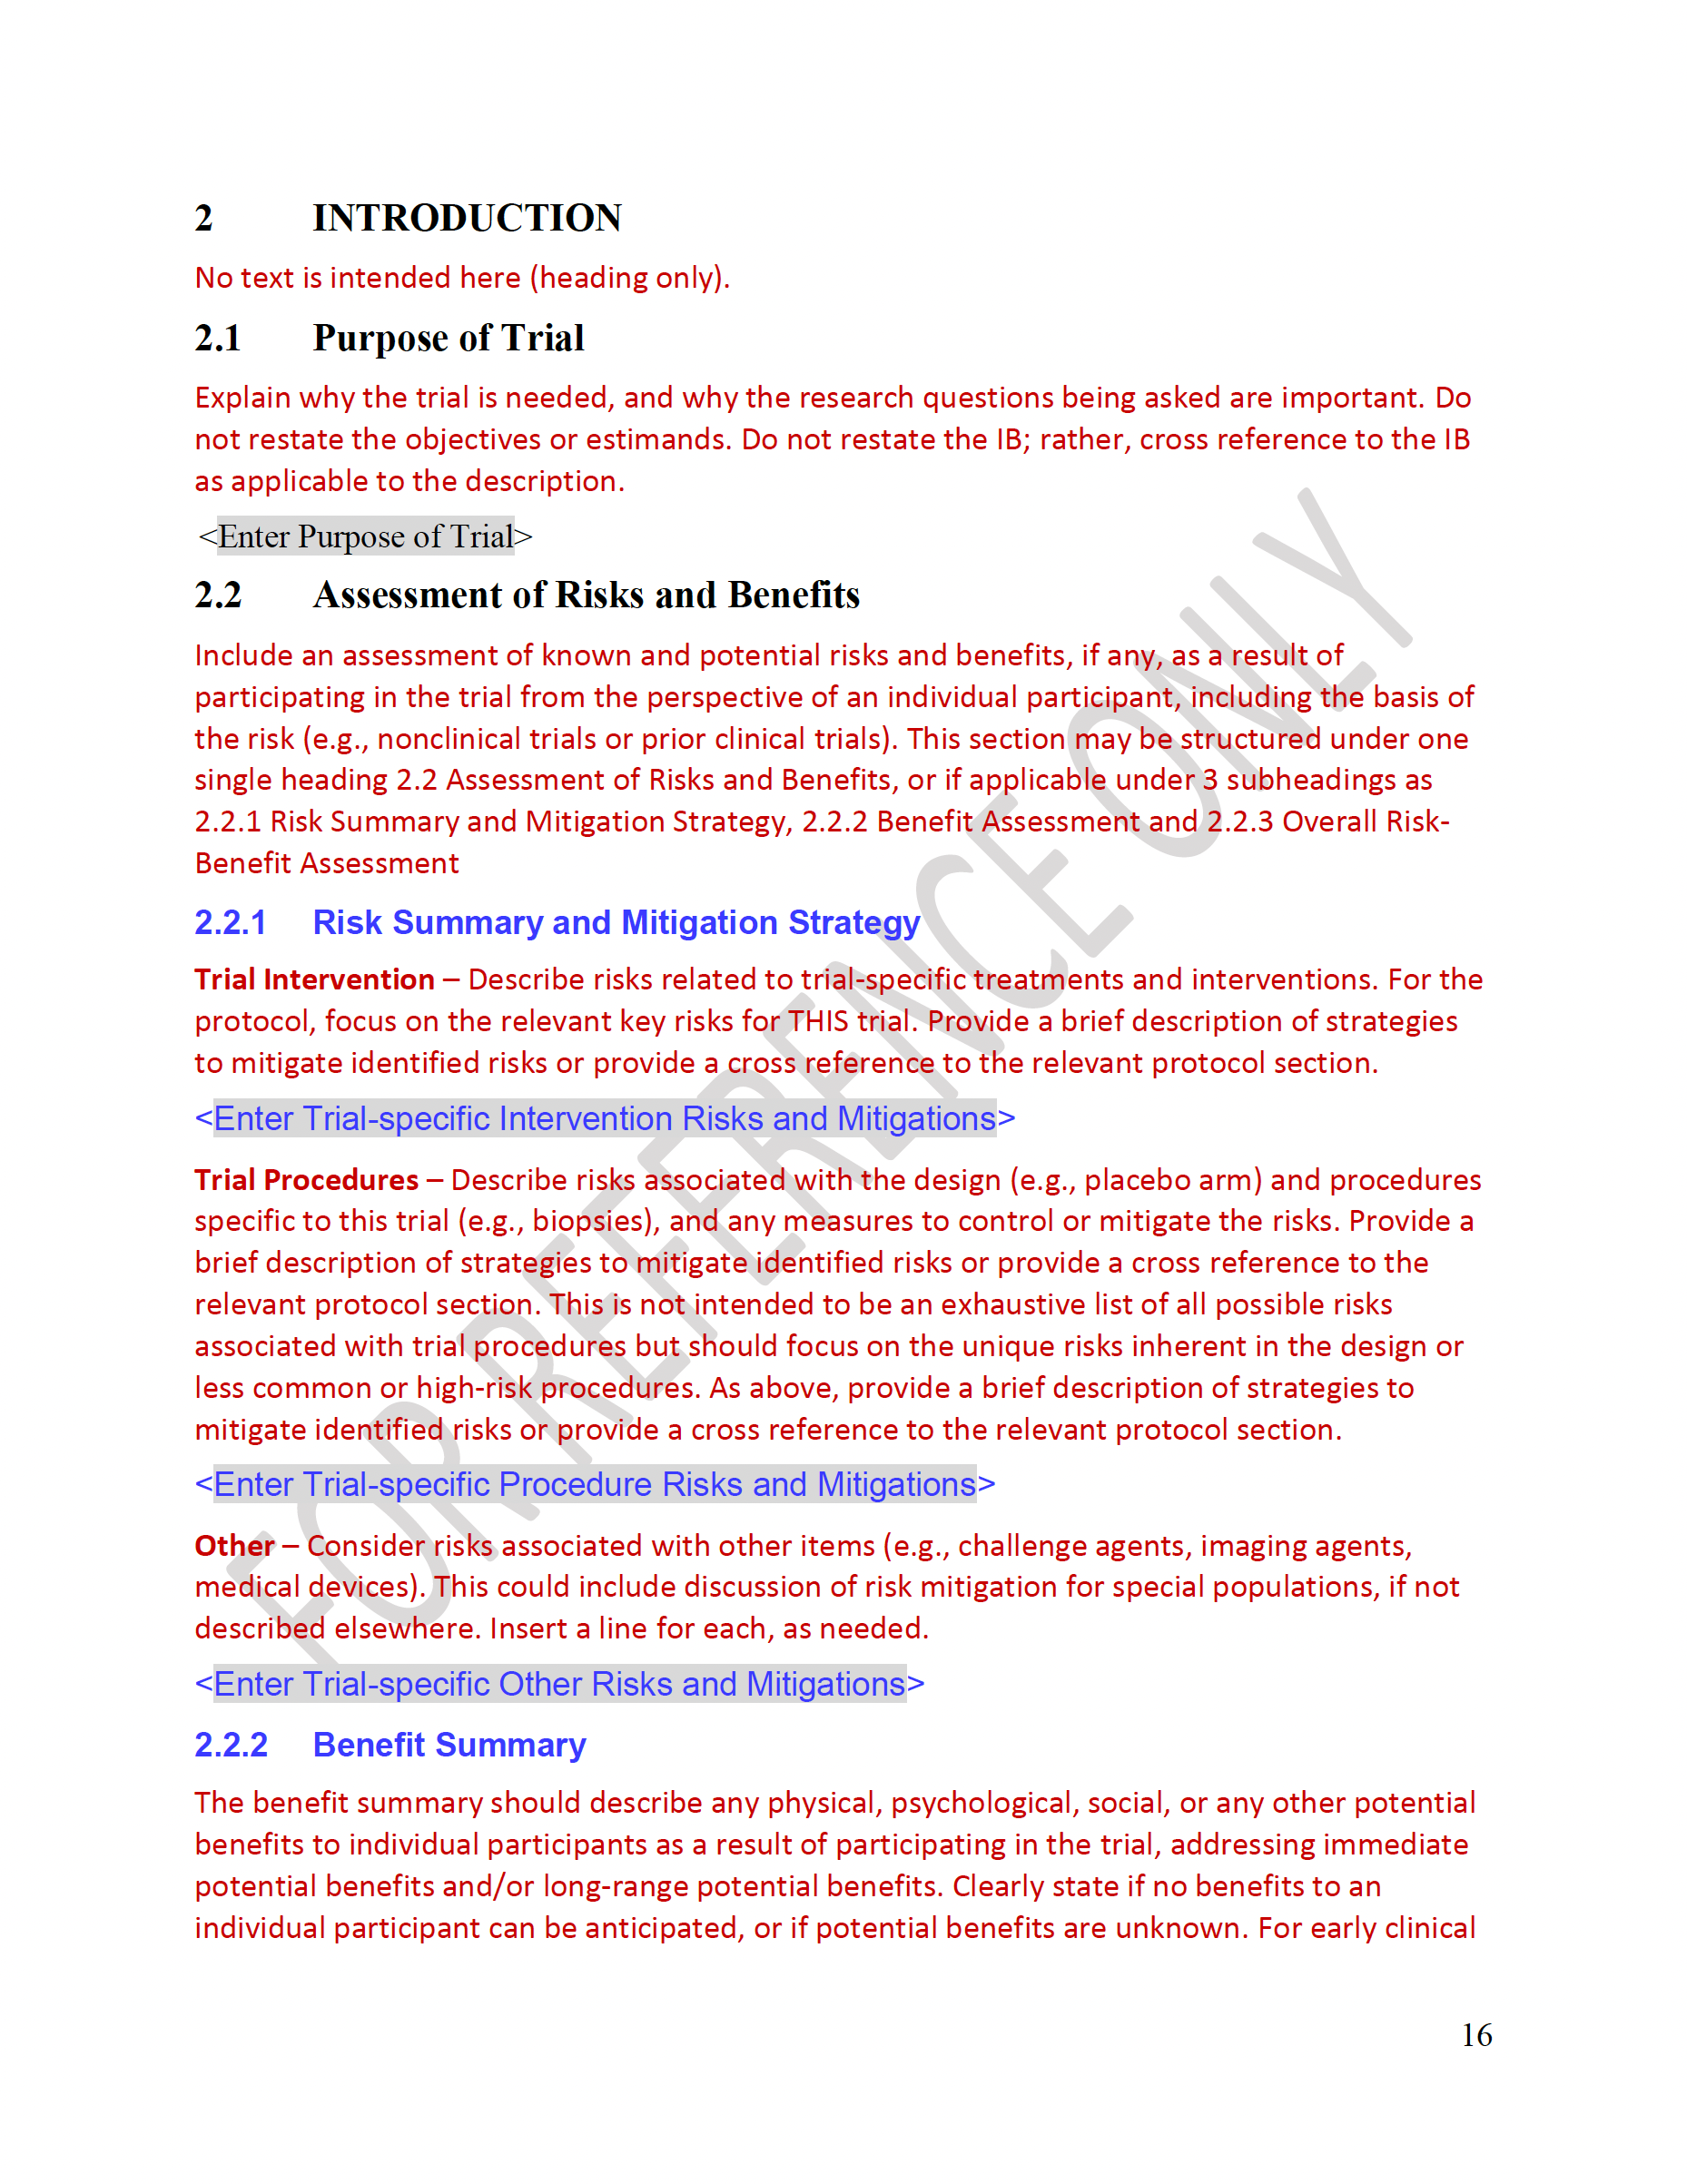 2 INTRODUCTION
No text is intended here (heading only).
2.1 Purpose of Trial
Explain why the trial is needed, and why the research questions being asked are important. Do
not restate the objectives or estimands. Do not restate the IB; rather, cross reference to the IB
as applicable to the description.
<Enter Purpose of Trial>
2.2 Assessment of Risks and Benefits
Include an assessment of known and potential risks and benefits, if any, as a result of
participating in the trial from the perspective of an individual participant, including the basis of
the risk (e.g., nonclinical trials or prior clinical trials). This section may be structured under one
single heading 2.2 Assessment of Risks and Benefits, or if applicable under 3 subheadings as
2.2.1 Risk Summary and Mitigation Strategy, 2.2.2 Benefit Assessment and 2.2.3 Overall Risk-
Benefit Assessment
2.2.1 Risk Summary and Mitigation Strategy
Trial Intervention – Describe risks related to trial-specific treatments and interventions. For the
protocol, focus on the relevant key risks for THIS trial. Provide a brief description of strategies
to mitigate identified risks or provide a cross reference to the relevant protocol section.
<Enter Trial-specific Intervention Risks and Mitigations>
Trial Procedures – Describe risks associated with the design (e.g., placebo arm) and procedures
specific to this trial (e.g., biopsies), and any measures to control or mitigate the risks. Provide a
brief description of strategies to mitigate identified risks or provide a cross reference to the
relevant protocol section. This is not intended to be an exhaustive list of all possible risks
associated with trial procedures but should focus on the unique risks inherent in the design or
less common or high-risk procedures. As above, provide a brief description of strategies to
mitigate identified risks or provide a cross reference to the relevant protocol section.
<Enter Trial-specific Procedure Risks and Mitigations>
Other – Consider risks associated with other items (e.g., challenge agents, imaging agents,
medical devices). This could include discussion of risk mitigation for special populations, if not
described elsewhere. Insert a line for each, as needed.
<Enter Trial-specific Other Risks and Mitigations>
2.2.2 Benefit Summary
The benefit summary should describe any physical, psychological, social, or any other potential
benefits to individual participants as a result of participating in the trial, addressing immediate
potential benefits and/or long-range potential benefits. Clearly state if no benefits to an
individual participant can be anticipated, or if potential benefits are unknown. For early clinical
16
FOR REFERENCE ONLY